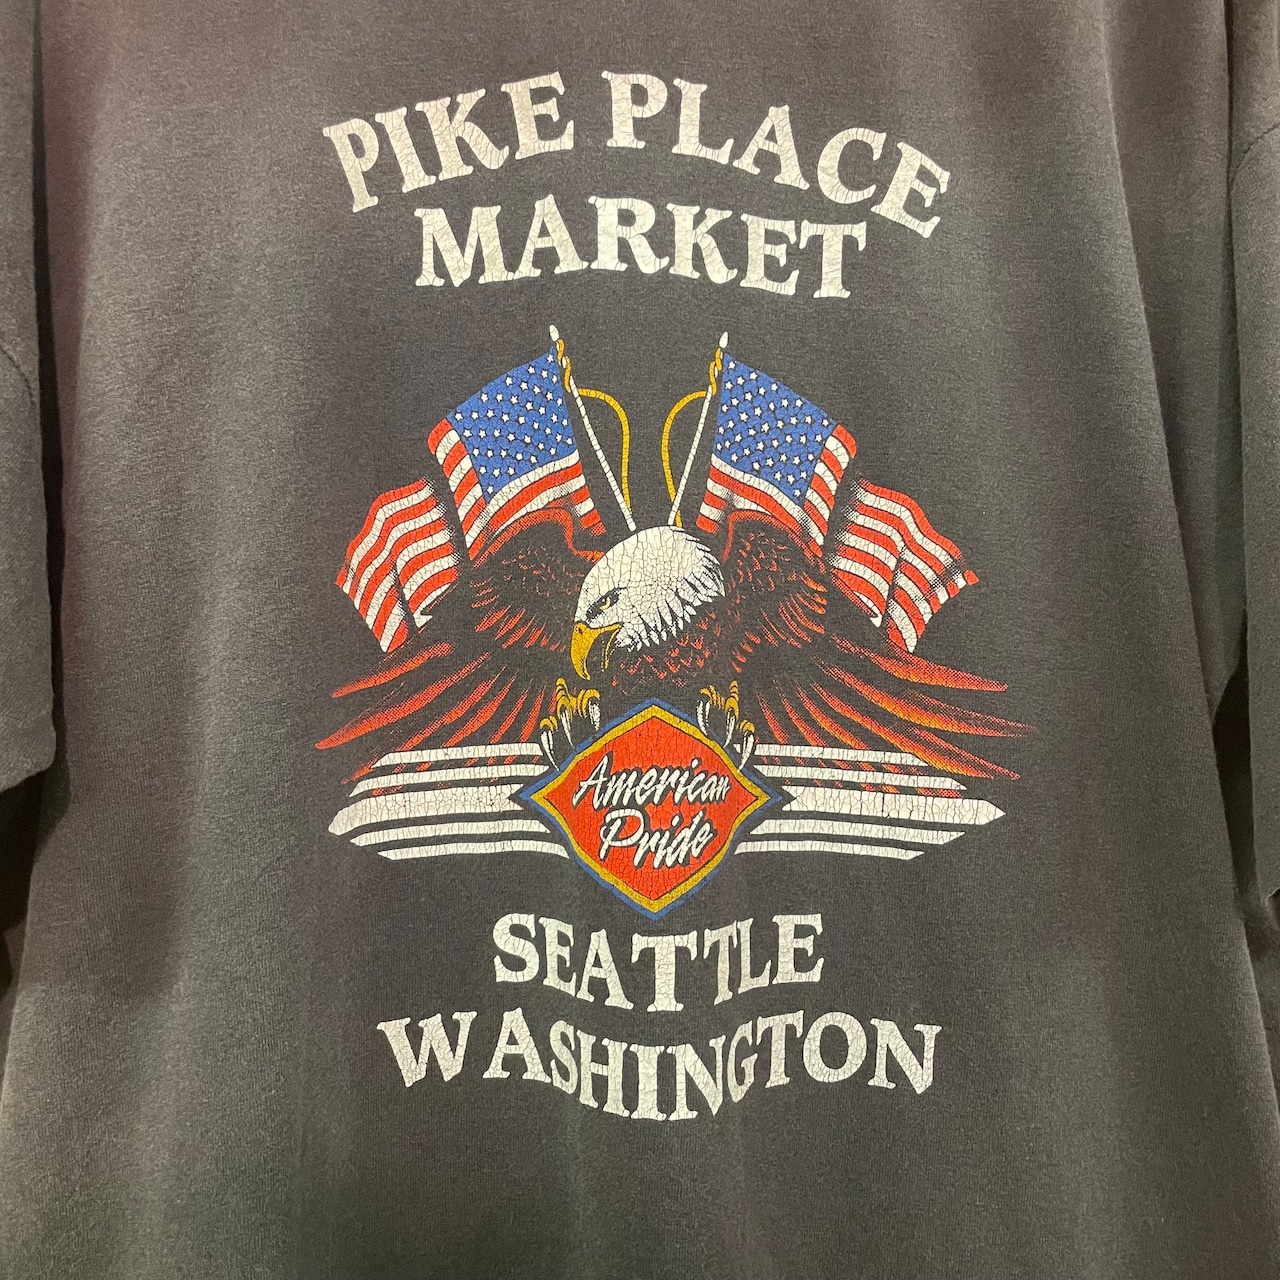 PIKE PLACE
MARKET
American
Pride
SEATTLE
WASHINGTON